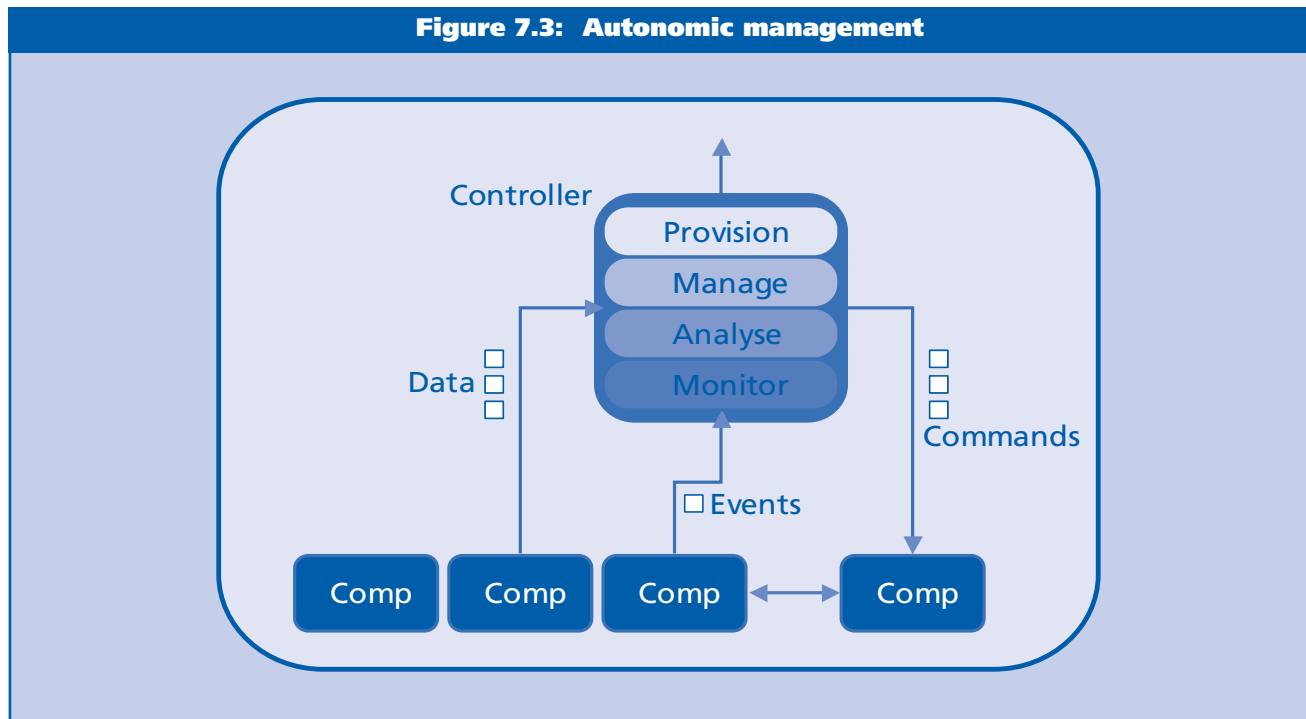 Figure 7.3: Autonomic management
Controller
Provision
Manage
Analyse
Monitor
Data
Commands
Events
Comp
Comp
Comp
Comp